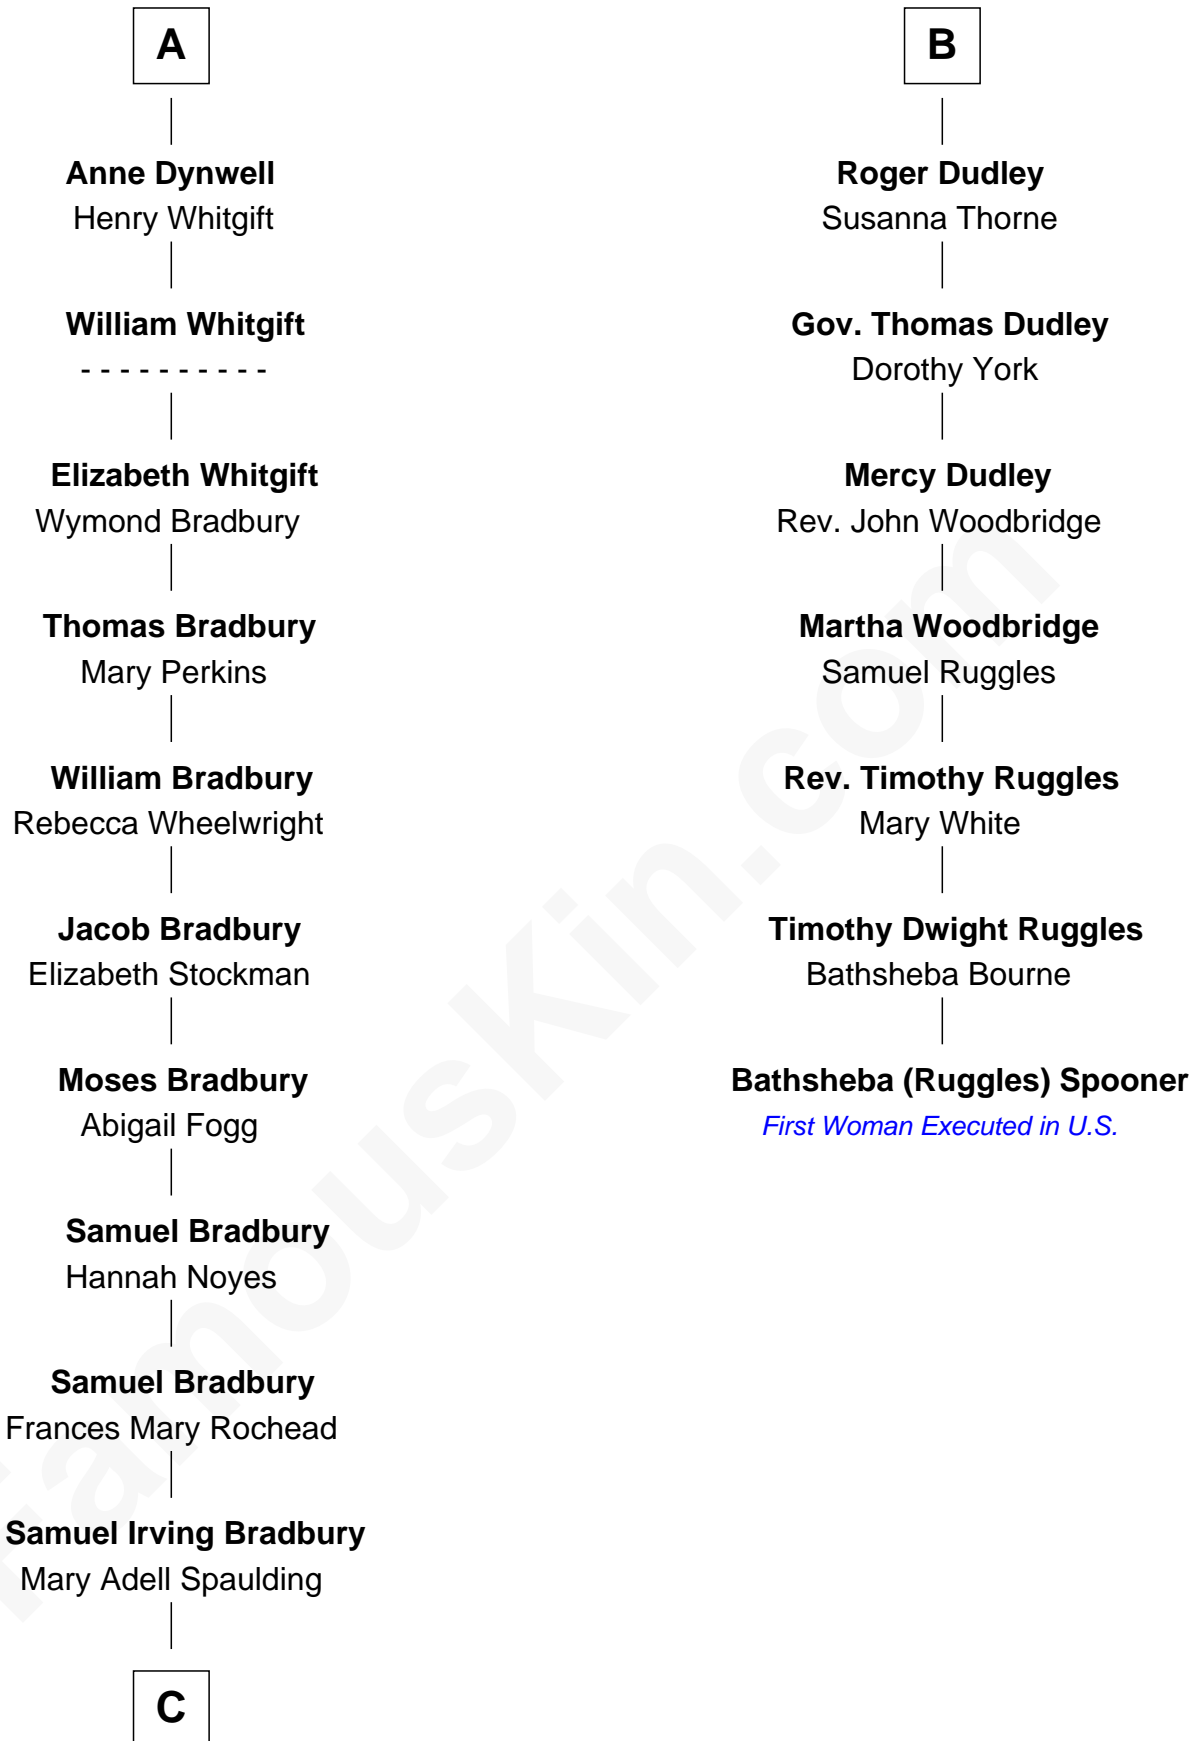 A
Anne Dynwell
Henry Whitgift
William Whitgift
- - - - - - - - - -
Elizabeth Whitgift
Wymond Bradbury
Thomas Bradbury
Mary Perkins
William Bradbury
Rebecca Wheelwright
Jacob Bradbury
Elizabeth Stockman
Moses Bradbury
Abigail Fogg
Samuel Bradbury
Hannah Noyes
Samuel Bradbury
Frances Mary Rochead
Samuel Irving Bradbury
Mary Adell Spaulding
C
B
Roger Dudley
Susanna Thorne
Gov. Thomas Dudley
Dorothy York
Mercy Dudley
Rev. John Woodbridge
Martha Woodbridge
Samuel Ruggles
Rev. Timothy Ruggles
Mary White
Timothy Dwight Ruggles
Bathsheba Bourne
Bathsheba (Ruggles) Spooner
First Woman Executed in U.S.
FamousKin.com